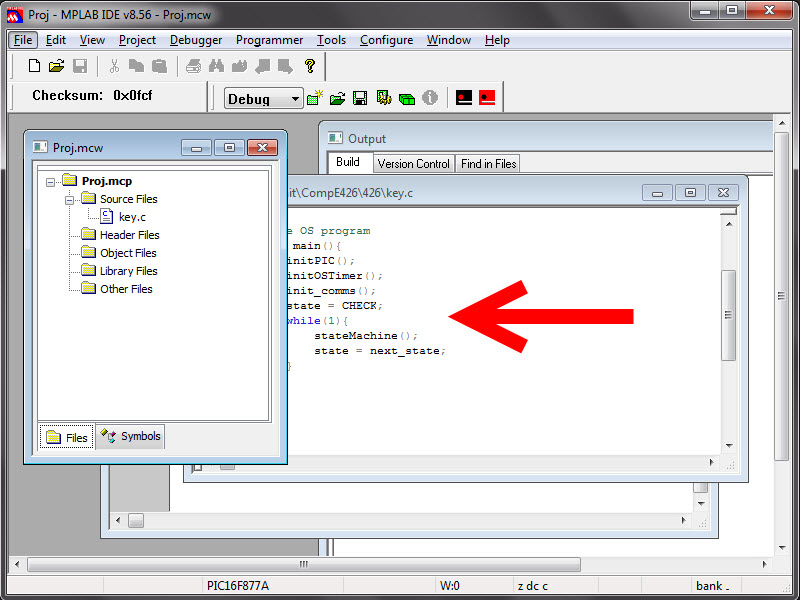 Proj - MPLAB IDE v8.56 - Proj.mcw
File Edit View Project Debugger Programmer Tools Configure Window Help
Checksum: 0x0fcf
Debug
Proj.mcw
Proj.mcp
Source Files
key.c
Header Files
Object Files
Library Files
Other Files
Files Symbols
Output
Build Version Control Find in Files
\CompE426\426\key.c
OS program
main(){
initPIC();
initOSTimer();
init_comms();
state = CHECK;
while(1){
stateMachine();
state = next_state;
}
PIC16F877A W:0 z dc c bank